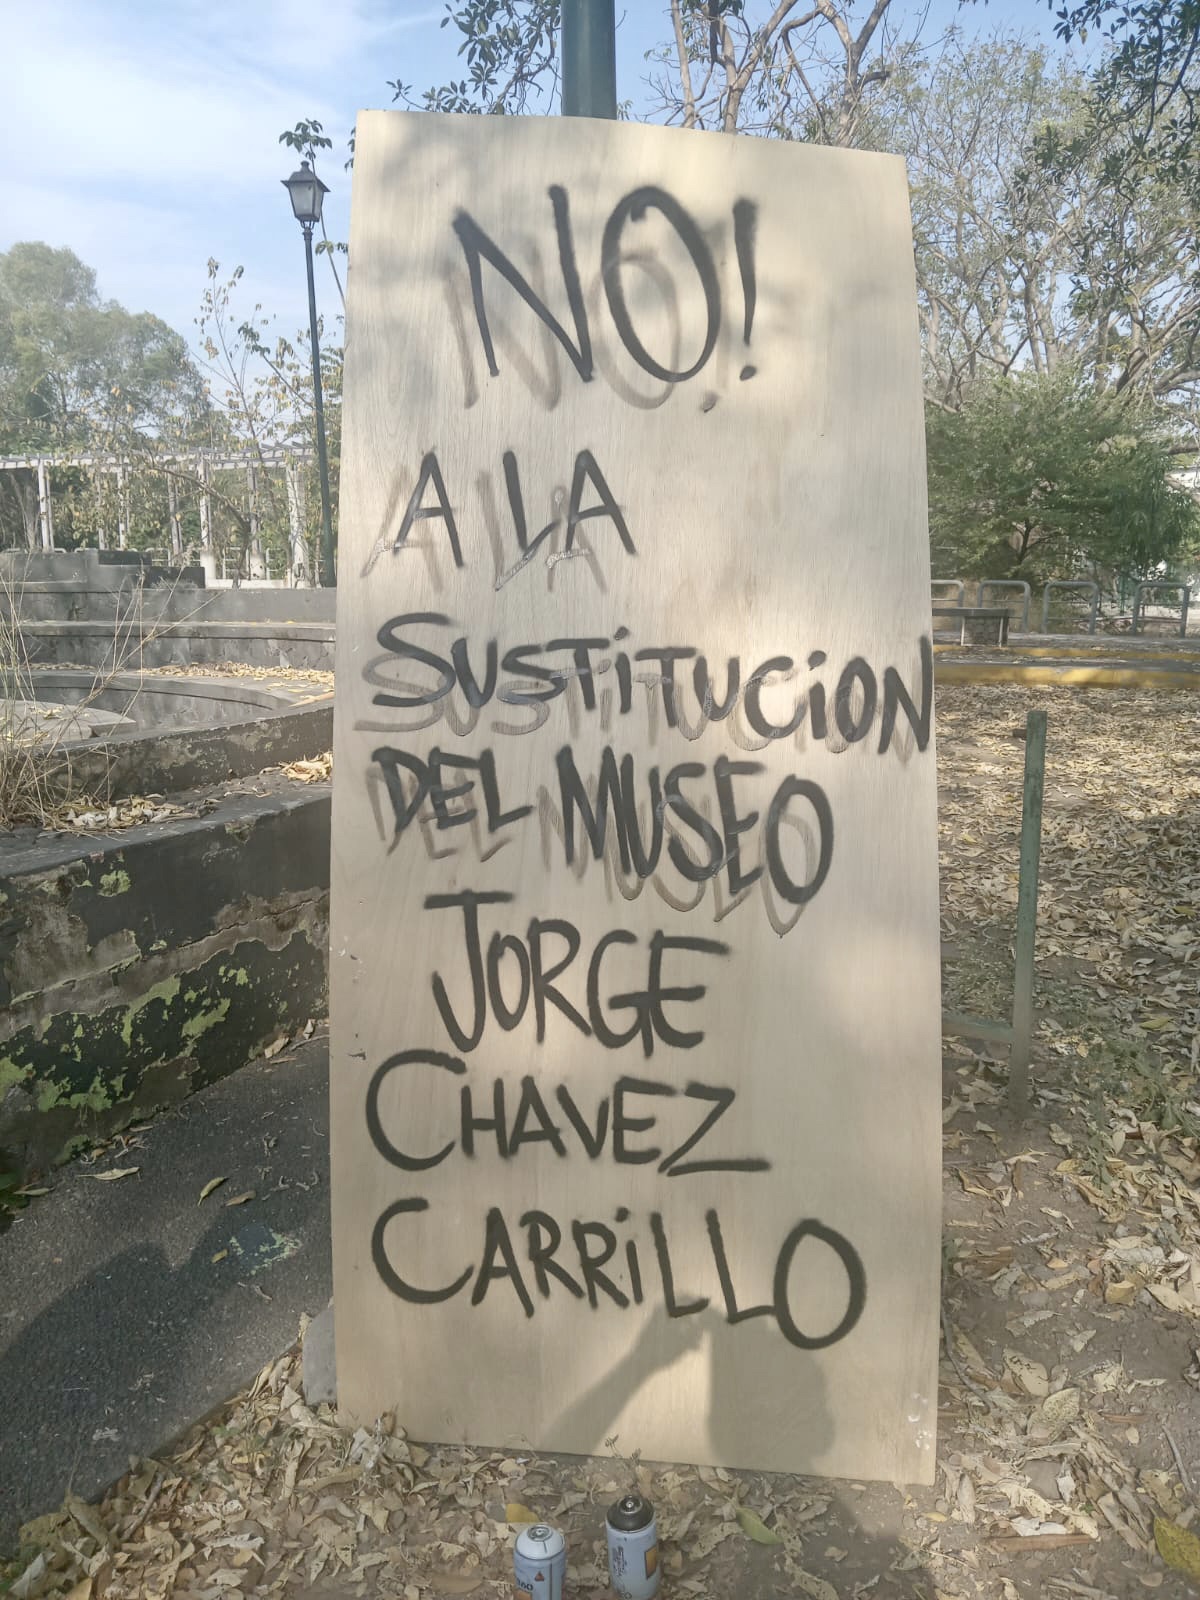 NO!
A LA
SUSTiTUCiON
DEL MUSEO
JORGE
CHAVEZ
CARRiLLO